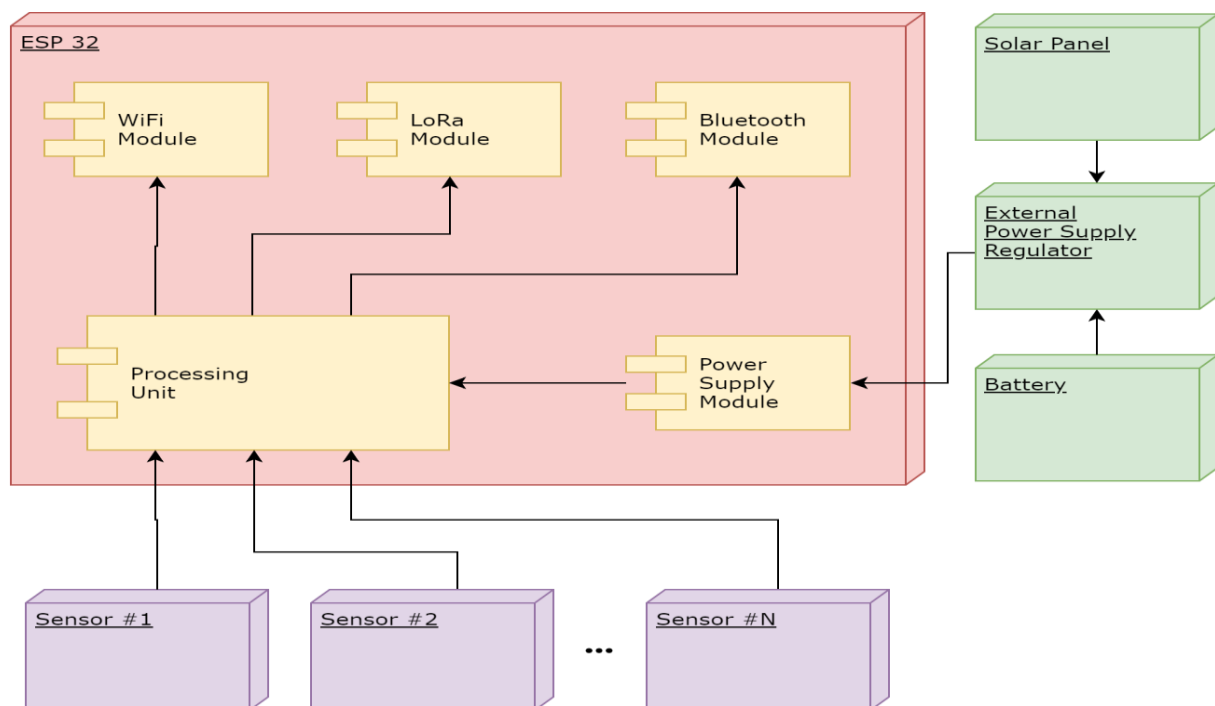 ESP 32
Solar Panel
WiFi
Module
LoRa
Module
Bluetooth
Module
External
Power Supply
Regulator
Processing
Unit
Power
Supply
Module
Battery
Sensor #1
Sensor #2
...
Sensor #N